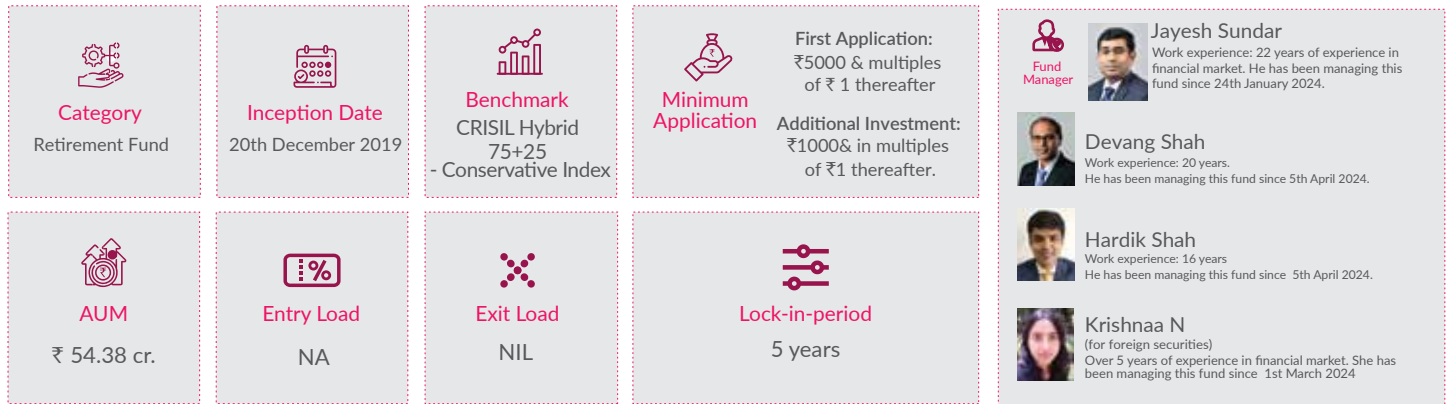 Category
Retirement Fund
Inception Date
20th December 2019
Benchmark
CRISIL Hybrid
75+25
- Conservative Index
Minimum
Application
First Application:
₹5000 & multiples
of ₹ 1 thereafter
Additional Investment:
₹1000& in multiples
of ₹1 thereafter.
AUM
₹ 54.38 cr.
Entry Load
NA
Exit Load
NIL
Lock-in-period
5 years
Fund
Manager
Jayesh Sundar
Work experience: 22 years of experience in
financial market. He has been managing this
fund since 24th January 2024.
Devang Shah
Work experience: 20 years.
He has been managing this fund since 5th April 2024.
Hardik Shah
Work experience: 16 years
He has been managing this fund since 5th April 2024.
Krishnaa N
(for foreign securities)
Over 5 years of experience in financial market. She has
been managing this fund since 1st March 2024